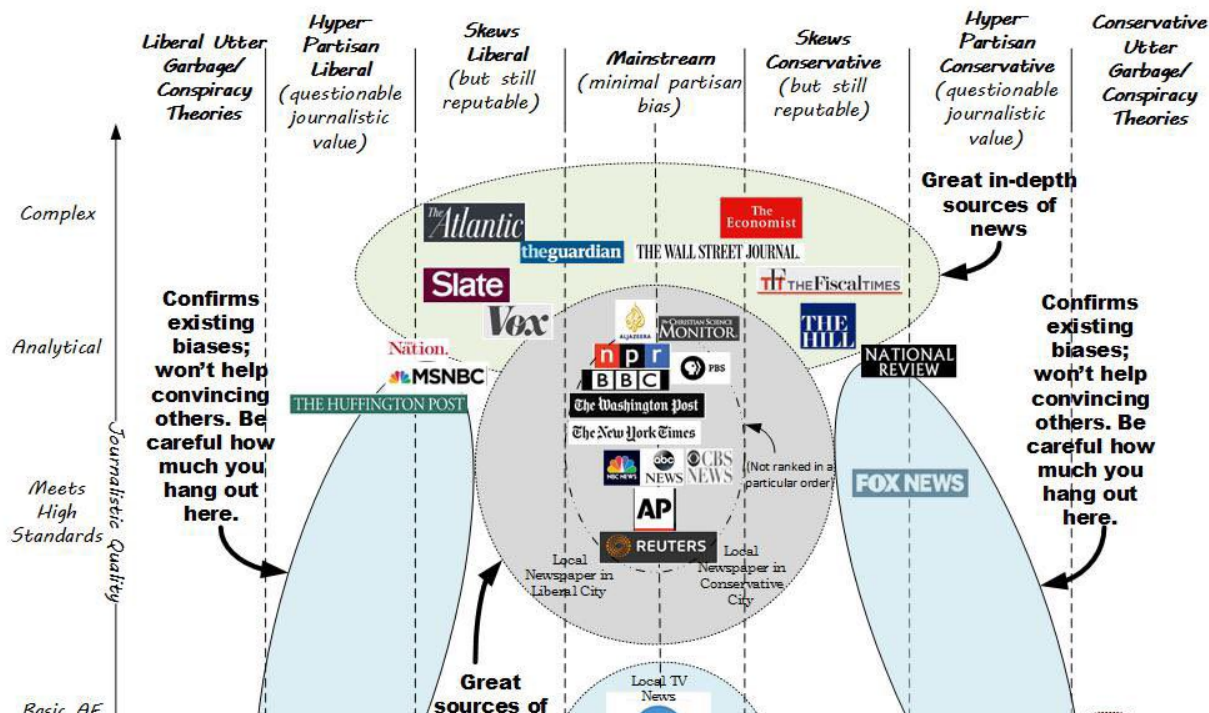 Liberal Utter
Garbage/
Conspiracy
Theories
Hyper-
Partisan
Liberal
(questionable
journalistic
value)
Skews
Liberal
(but still
reputable)
Mainstream
(minimal partisan
bias)
Skews
Conservative
(but still
reputable)
Hyper-
Partisan
Conservative
(questionable
journalistic
value)
Conservative
Utter
Garbage/
Conspiracy
Theories
Complex
Analytical
Meets
High
Standards
Basic AF
Journalistic Quality
Great in-depth
sources of
news
The Atlantic
theguardian
The
Economist
THE WALL STREET JOURNAL.
Slate
Vox
TFT THE FISCAL TIMES
THE
HILL
ALJAZEERA
The CHRISTIAN SCIENCE
MONITOR
The Nation.
MSNBC
THE HUFFINGTON POST
npr
BBC
PBS
The Washington Post
The New York Times
NBC NEWS
abc
NEWS
CBS
NEWS
AP
REUTERS
NATIONAL
REVIEW
FOX NEWS
(Not ranked in a
particular order)
Local
Newspaper in
Liberal City
Local
Newspaper in
Conservative
City
Confirms
existing
biases;
won't help
convincing
others. Be
careful how
much you
hang out
here.
Confirms
existing
biases;
won't help
convincing
others. Be
careful how
much you
hang out
here.
Great
sources of
Local TV
News